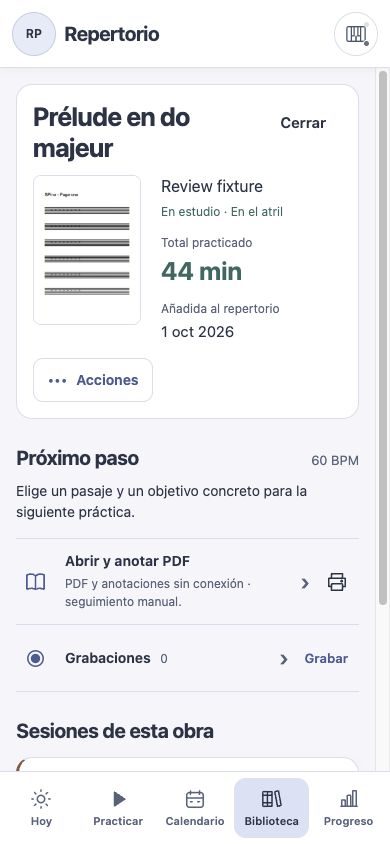 RP
Repertorio
Prélude en do
majeur
Cerrar
Review fixture
En estudio · En el atril
Total practicado
44 min
Añadida al repertorio
1 oct 2026
Acciones
Próximo paso
60 BPM
Elige un pasaje y un objetivo concreto para la
siguiente práctica.
Abrir y anotar PDF
PDF y anotaciones sin conexión ·
seguimiento manual.
Grabaciones 0
Grabar
Sesiones de esta obra
Hoy
Practicar
Calendario
Biblioteca
Progreso